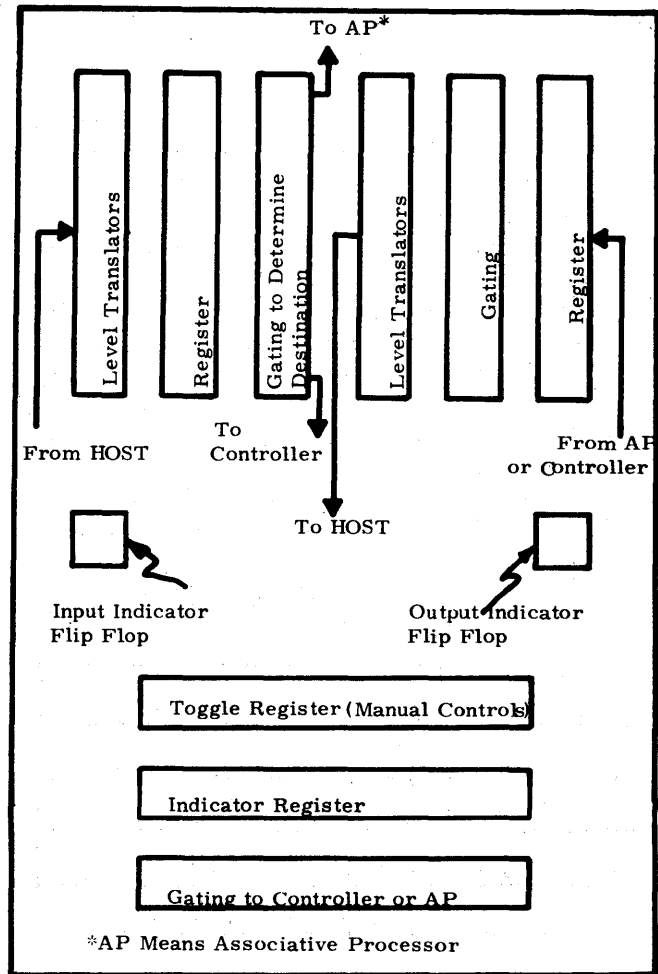 To AP*
Level Translators
Register
Gating to Determine
Destination
Level Translators
Gating
Register
From HOST
To
Controller
From AP
or Controller
To HOST
Input Indicator
Flip Flop
Output Indicator
Flip Flop
Toggle Register (Manual Controls)
Indicator Register
Gating to Controller or AP
*AP Means Associative Processor